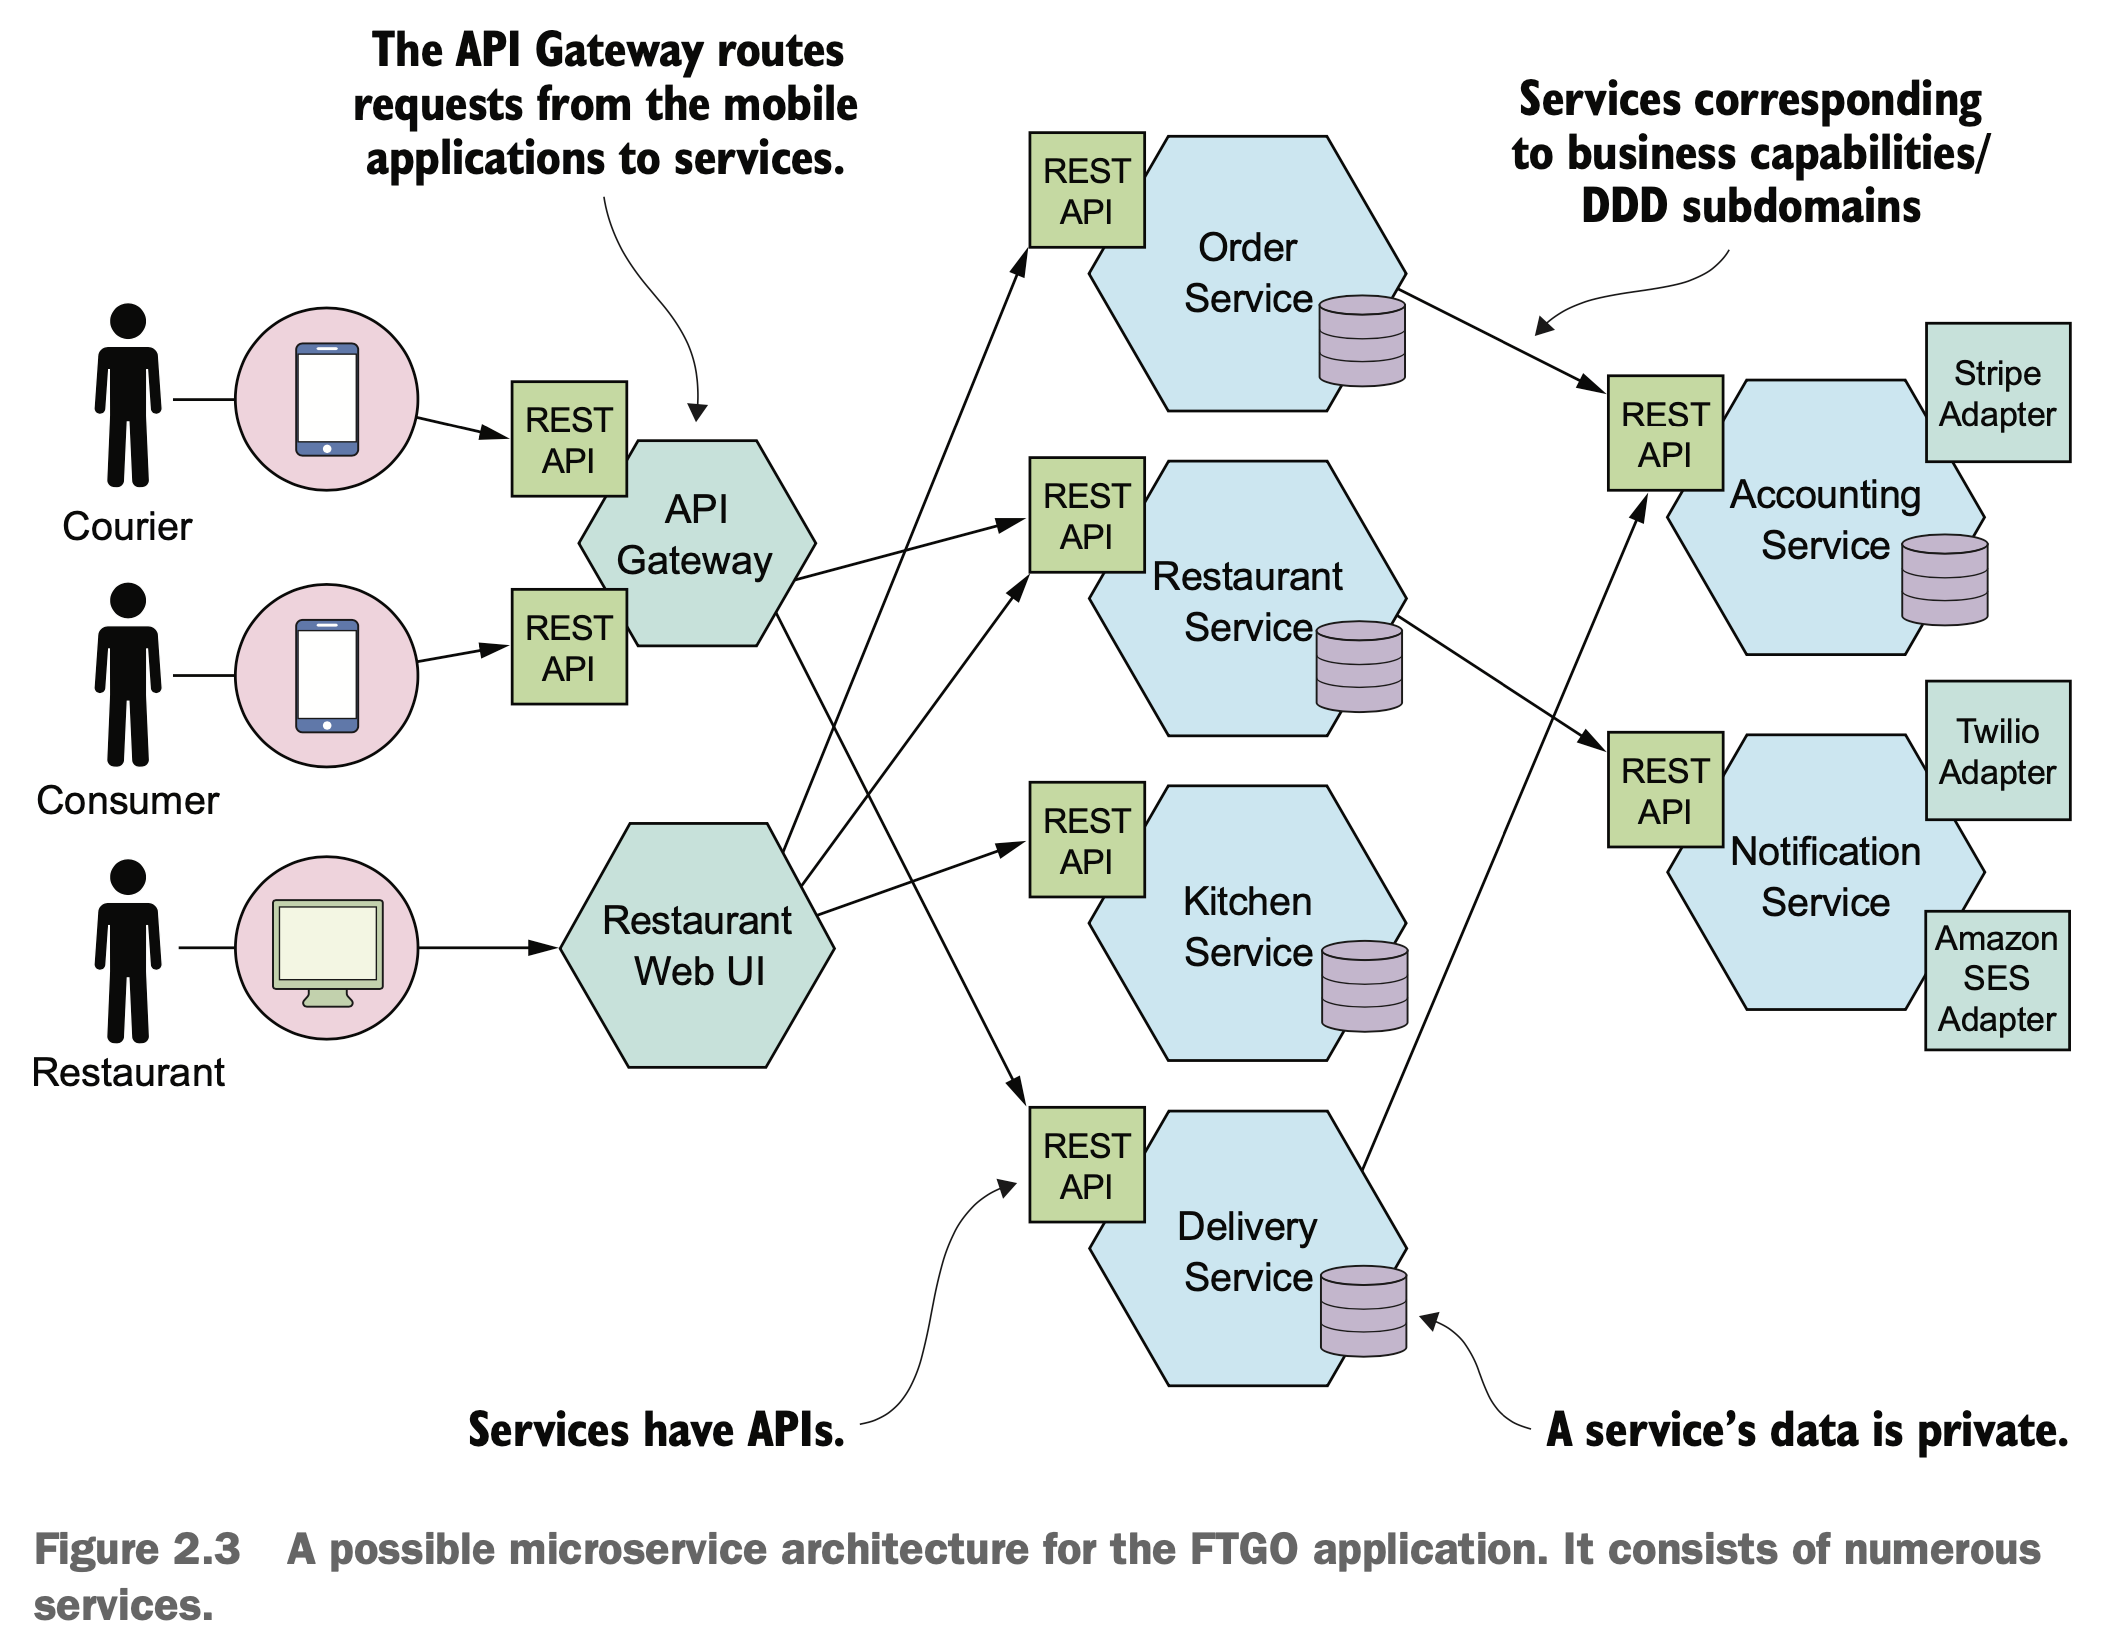 The API Gateway routes
requests from the mobile
applications to services.
Services corresponding
to business capabilities/
DDD subdomains
REST
API
Order
Service
Stripe
Adapter
REST
API
Accounting
Service
Courier
REST
API
API
Gateway
REST
API
Restaurant
Service
Consumer
REST
API
REST
API
Notification
Service
Twilio
Adapter
Amazon
SES
Adapter
Restaurant
Restaurant
Web UI
REST
API
Kitchen
Service
REST
API
Delivery
Service
Services have APIs.
A service’s data is private.
Figure 2.3 A possible microservice architecture for the FTGO application. It consists of numerous
services.